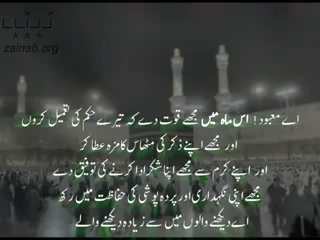 zainab.org
اے معبود! اس ماہ میں مجھے قوت دے کہ تیرے حکم کی تعمیل کروں
اور مجھے اپنے ذکر کی مٹھاس کا مزہ عطا کر
اور اپنے کرم سے مجھے اپنا شکر ادا کرنے کی توفیق دے
مجھے اپنی نگہداری اور پردہ پوشی کی حفاظت میں رکھ
اے دیکھنے والوں میں سے زیادہ دیکھنے والے